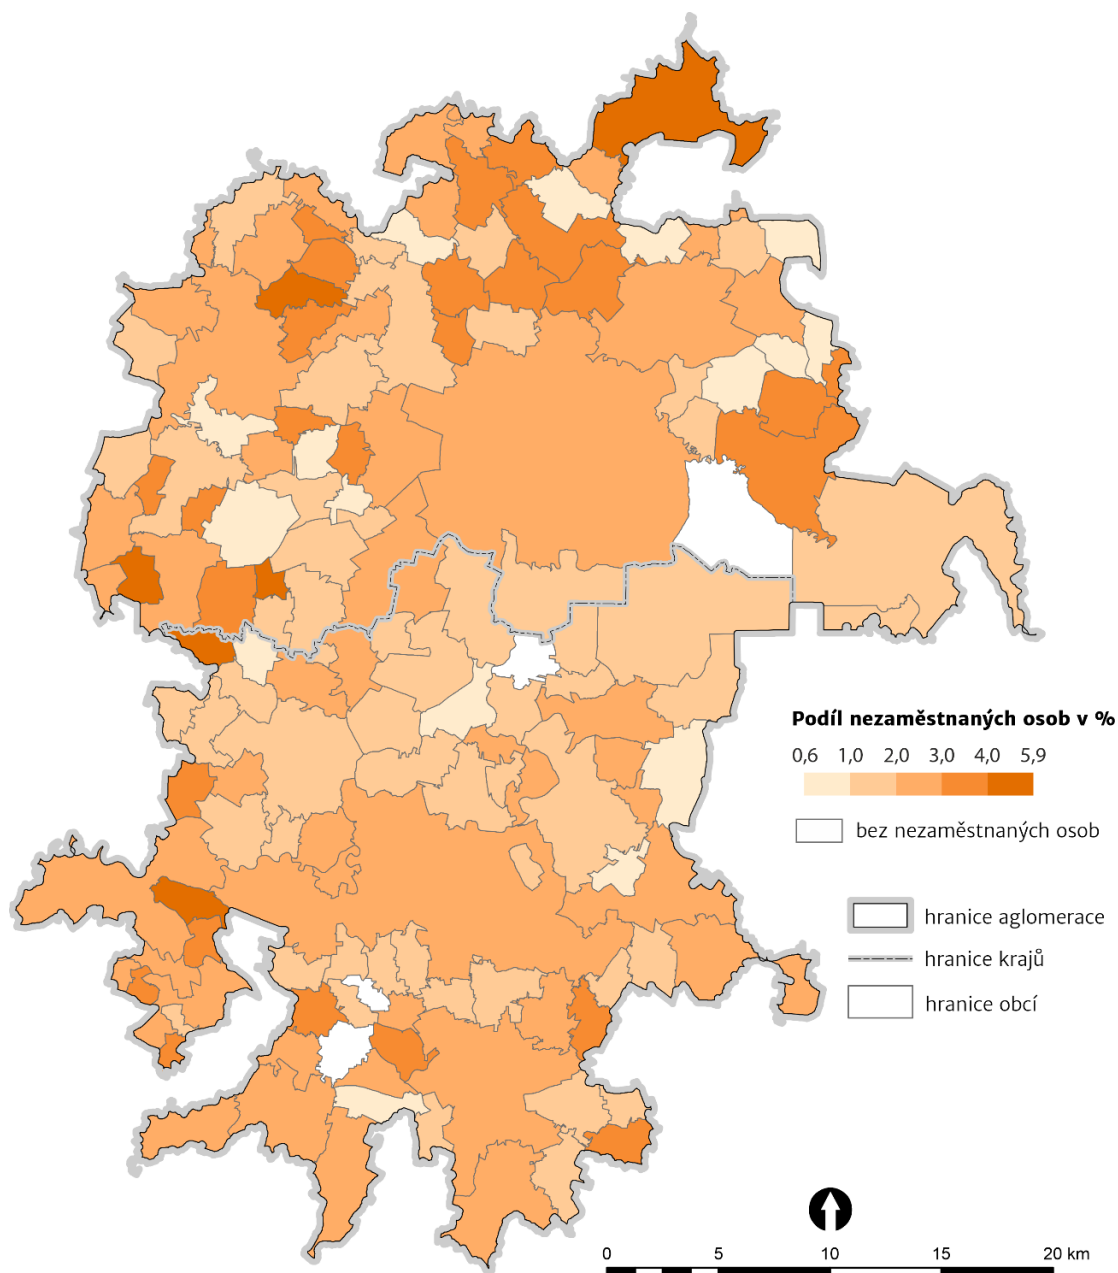 Podíl nezaměstnaných osob v %
0,6 1,0 2,0 3,0 4,0 5,9
bez nezaměstnaných osob
hranice aglomerace
hranice krajů
hranice obcí
0 5 10 15 20 km